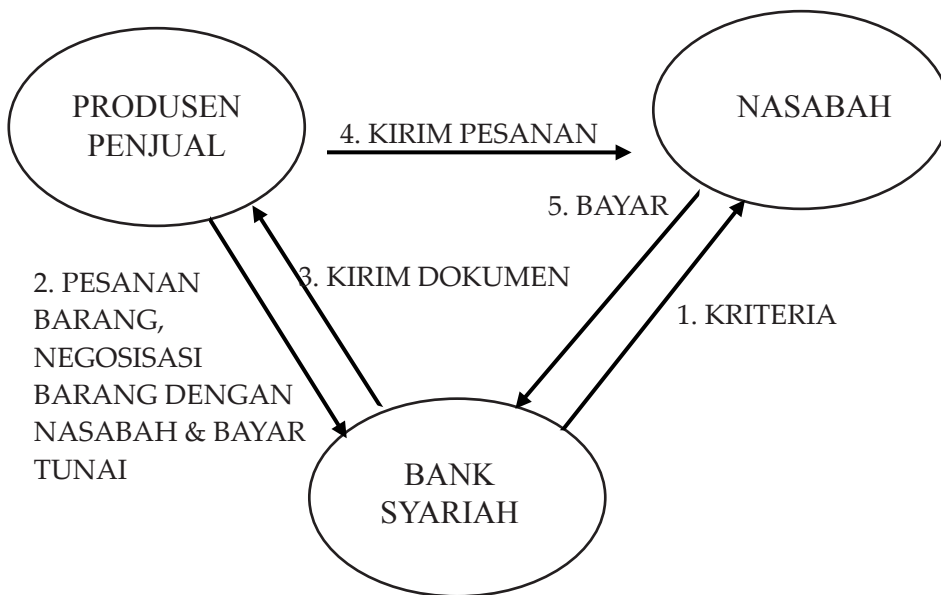 PRODUSEN
PENJUAL
NASABAH
4. KIRIM PESANAN
5. BAYAR
2. PESANAN
BARANG,
NEGOSISASI
BARANG DENGAN
NASABAH & BAYAR
TUNAI
3. KIRIM DOKUMEN
1. KRITERIA
BANK
SYARIAH